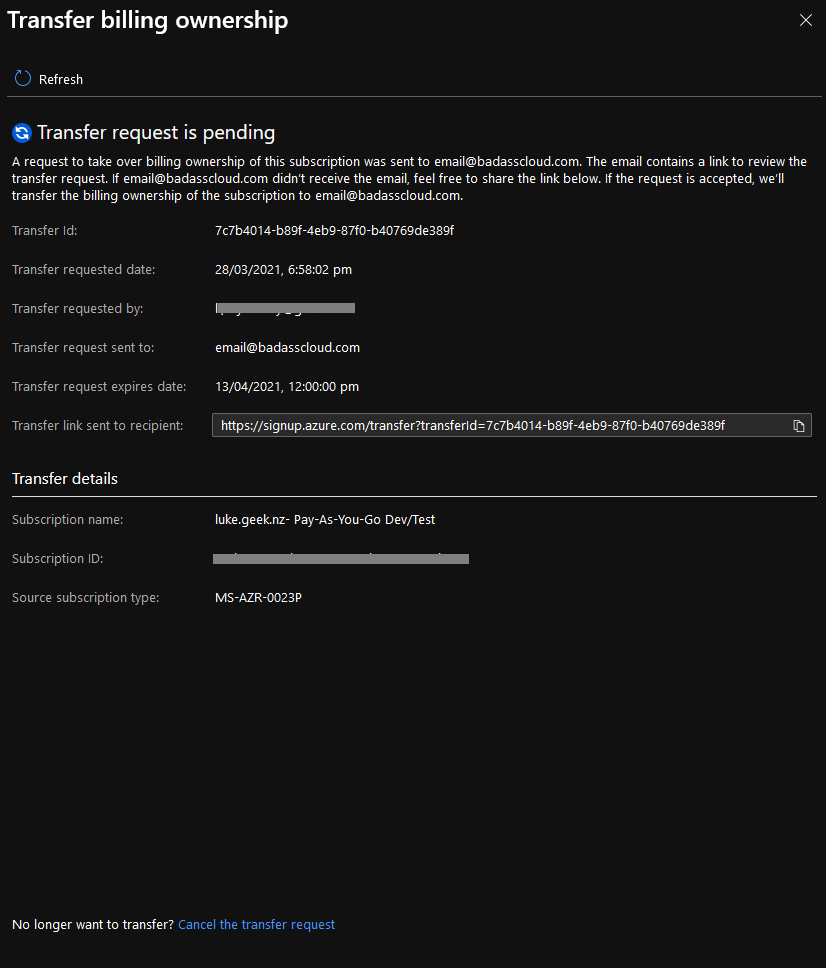 Transfer billing ownership
Refresh
Transfer request is pending
A request to take over billing ownership of this subscription was sent to email@badasscloud.com. The email contains a link to review the
transfer request. If email@badasscloud.com didn't receive the email, feel free to share the link below. If the request is accepted, we'll
transfer the billing ownership of the subscription to email@badasscloud.com.
Transfer Id: 7c7b4014-b89f-4eb9-87f0-b40769de389f
Transfer requested date: 28/03/2021, 6:58:02 pm
Transfer requested by:
Transfer request sent to: email@badasscloud.com
Transfer request expires date: 13/04/2021, 12:00:00 pm
Transfer link sent to recipient: https://signup.azure.com/transfer?transferId=7c7b4014-b89f-4eb9-87f0-b40769de389f
Transfer details
Subscription name: luke.geek.nz- Pay-As-You-Go Dev/Test
Subscription ID:
Source subscription type: MS-AZR-0023P
No longer want to transfer? Cancel the transfer request